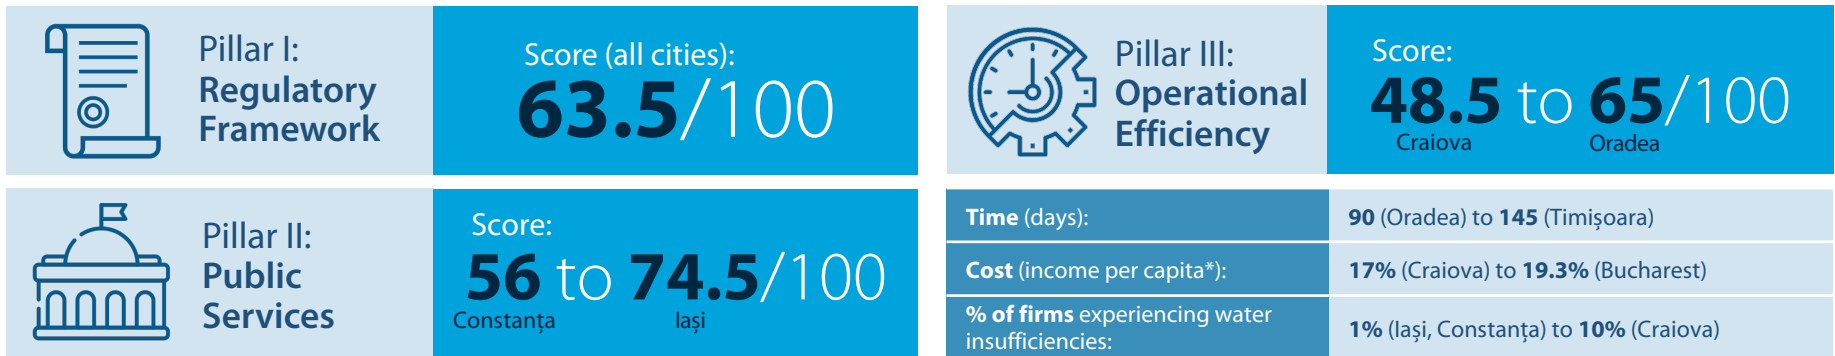 Pillar I:
Regulatory
Framework
Score (all cities):
63.5/100
Pillar II:
Public
Services
Score:
56 to 74.5/100
Constanța Iași
Pillar III:
Operational
Efficiency
Score:
48.5 to 65/100
Craiova Oradea
Time (days): 90 (Oradea) to 145 (Timișoara)
Cost (income per capita*): 17% (Craiova) to 19.3% (Bucharest)
% of firms experiencing water
insufficiencies:
1% (Iași, Constanța) to 10% (Craiova)